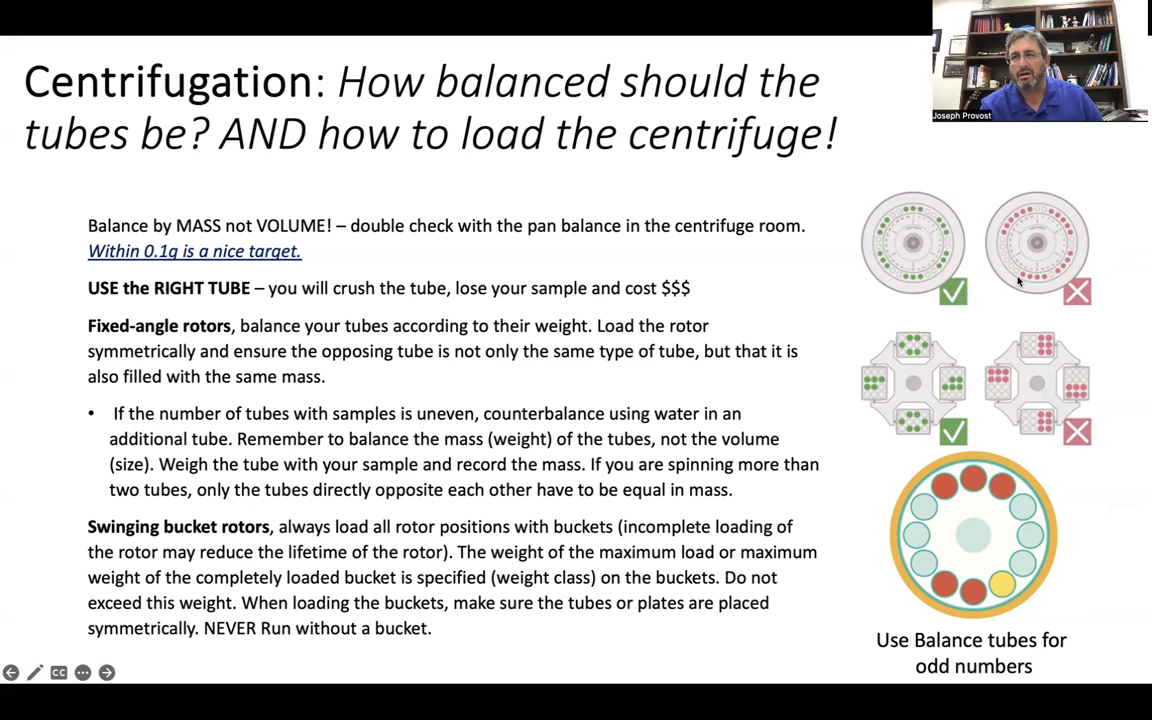 Centrifugation: How balanced should the
tubes be? AND how to load the centrifuge!
Joseph Provost
Balance by MASS not VOLUME! – double check with the pan balance in the centrifuge room.
Within 0.1g is a nice target.
USE the RIGHT TUBE – you will crush the tube, lose your sample and cost $$$
Fixed-angle rotors, balance your tubes according to their weight. Load the rotor
symmetrically and ensure the opposing tube is not only the same type of tube, but that it is
also filled with the same mass.
• If the number of tubes with samples is uneven, counterbalance using water in an
additional tube. Remember to balance the mass (weight) of the tubes, not the volume
(size). Weigh the tube with your sample and record the mass. If you are spinning more than
two tubes, only the tubes directly opposite each other have to be equal in mass.
Swinging bucket rotors, always load all rotor positions with buckets (incomplete loading of
the rotor may reduce the lifetime of the rotor). The weight of the maximum load or maximum
weight of the completely loaded bucket is specified (weight class) on the buckets. Do not
exceed this weight. When loading the buckets, make sure the tubes or plates are placed
symmetrically. NEVER Run without a bucket.
Use Balance tubes for
odd numbers
CC